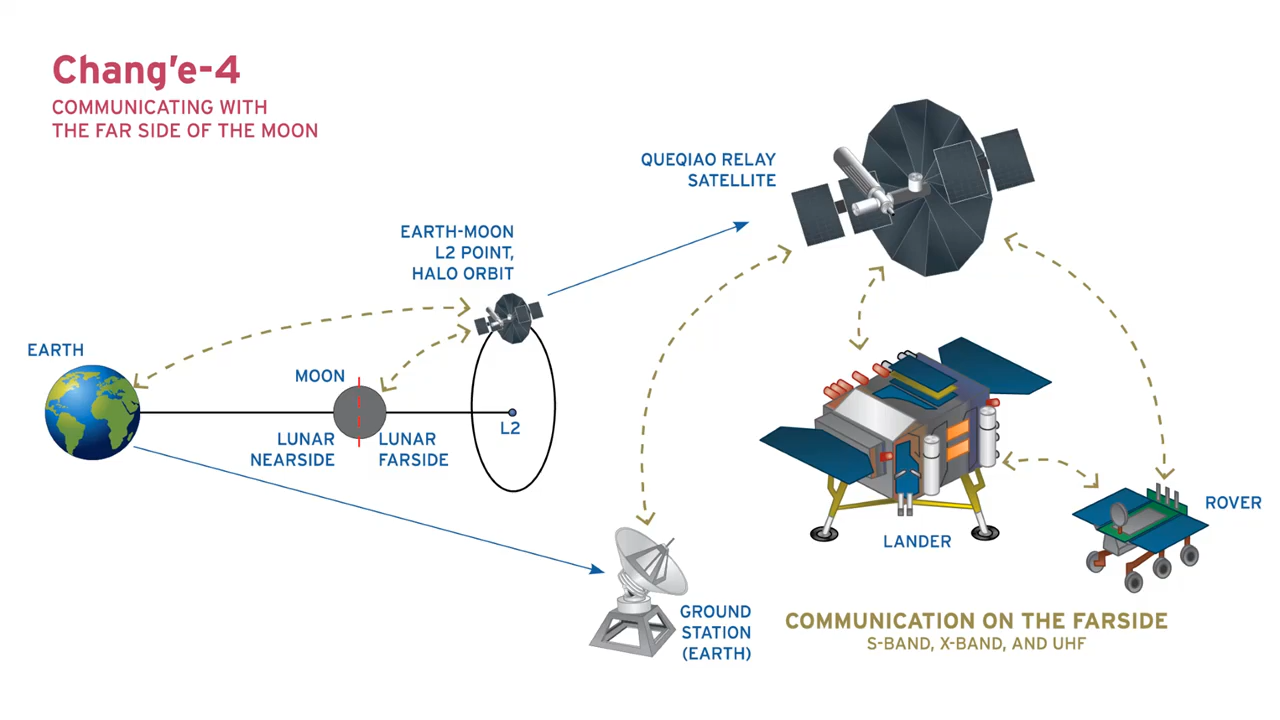 Chang'e-4
COMMUNICATING WITH
THE FAR SIDE OF THE MOON
QUEQIAO RELAY
SATELLITE
EARTH-MOON
L2 POINT,
HALO ORBIT
EARTH
MOON
LUNAR
NEARSIDE
LUNAR
FARSIDE
L2
ROVER
LANDER
GROUND
STATION
(EARTH)
COMMUNICATION ON THE FARSIDE
S-BAND, X-BAND, AND UHF